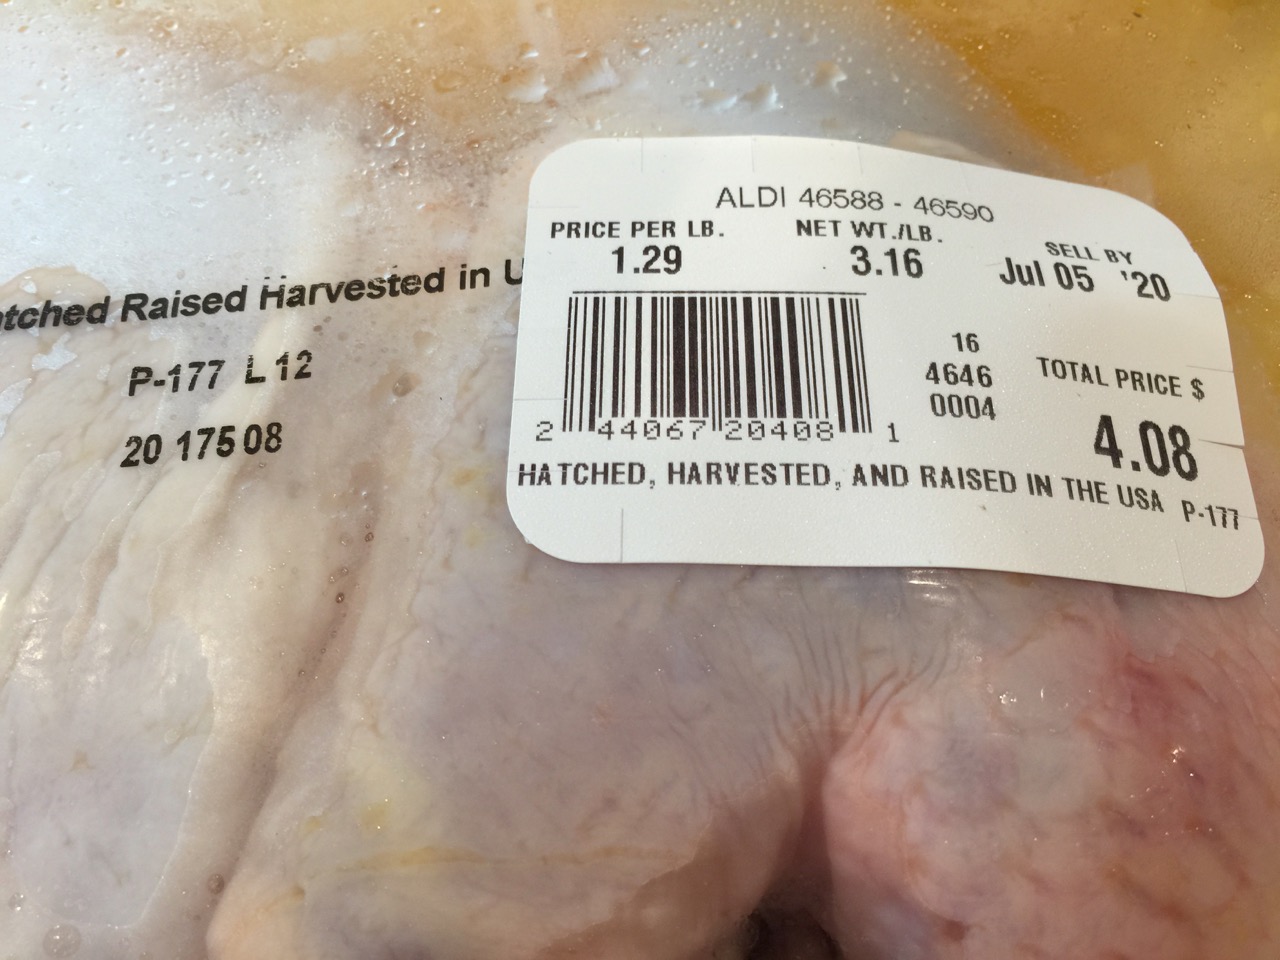 tched Raised Harvested in U
P-177 L 12
20 175 08
ALDI 46588 - 46590
PRICE PER LB. NET WT./LB. SELL BY
1.29 3.16 Jul 05 '20
16
4646
0004
TOTAL PRICE $
4.08
2 44067 20408 1
HATCHED, HARVESTED, AND RAISED IN THE USA P-177